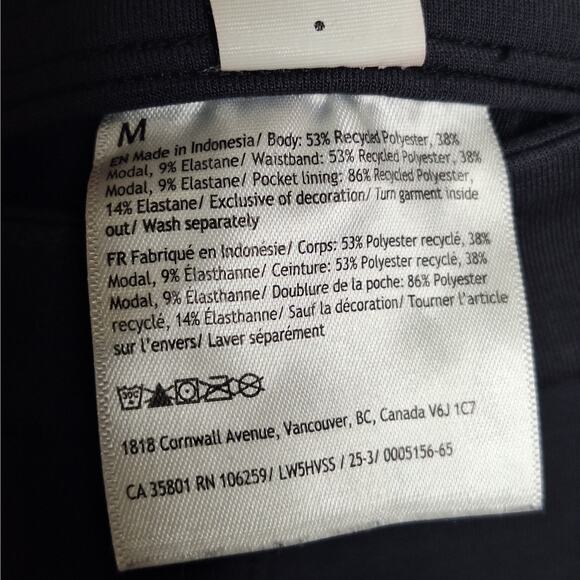 M
EN Made in Indonesia/ Body: 53% Recycled Polyester, 38%
Modal, 9% Elastane/ Waistband: 53% Recycled Polyester, 38%
Modal, 9% Elastane/ Pocket lining: 86% Recycled Polyester,
14% Elastane/ Exclusive of decoration/ Turn garment inside
out/ Wash separately
FR Fabriqué en Indonésie/ Corps: 53% Polyester recyclé, 38%
Modal, 9% Élasthanne/ Ceinture: 53% Polyester recyclé, 38%
Modal, 9% Élasthanne/ Doublure de la poche: 86% Polyester
recyclé, 14% Élasthanne/ Sauf la décoration/ Tourner l'article
sur l'envers/ Laver séparément
30C
1818 Cornwall Avenue, Vancouver, BC, Canada V6J 1C7
CA 35801 RN 106259/ LW5HVSS / 25-3/ 0005156-65